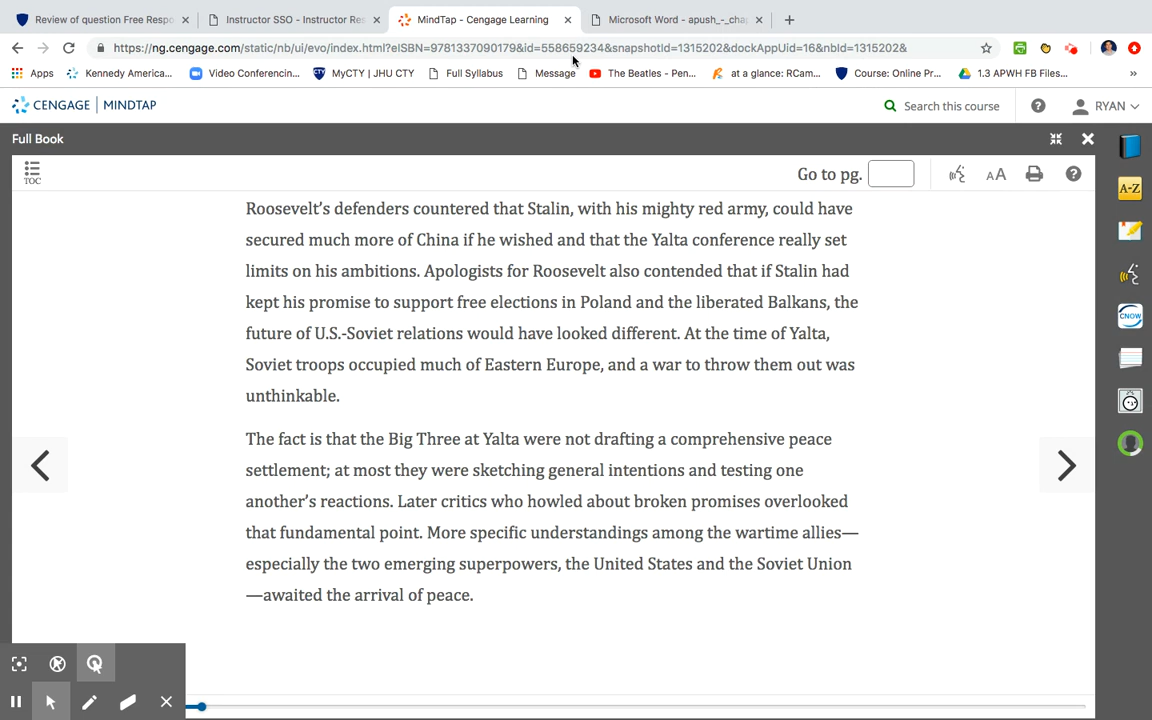 Review of question Free Respo
Instructor SSO - Instructor Res
MindTap - Cengage Learning
Microsoft Word - apush_-_chap
https://ng.cengage.com/static/nb/ui/evo/index.html?eISBN=9781337090179&id=558659234&snapshotId=1315202&dockAppUid=16&nbId=1315202&
Apps
Kennedy America...
Video Conferencin...
CTY
MyCTY | JHU CTY
Full Syllabus
Message
The Beatles - Pen...
at a glance: RCam...
Course: Online Pr...
1.3 APWH FB Files...
»
CENGAGE | MINDTAP
Search this course
?
RYAN
Full Book
TOC
Go to pg.
AA
?
A-Z
CNOW
Roosevelt's defenders countered that Stalin, with his mighty red army, could have
secured much more of China if he wished and that the Yalta conference really set
limits on his ambitions. Apologists for Roosevelt also contended that if Stalin had
kept his promise to support free elections in Poland and the liberated Balkans, the
future of U.S.-Soviet relations would have looked different. At the time of Yalta,
Soviet troops occupied much of Eastern Europe, and a war to throw them out was
unthinkable.
The fact is that the Big Three at Yalta were not drafting a comprehensive peace
settlement; at most they were sketching general intentions and testing one
another's reactions. Later critics who howled about broken promises overlooked
that fundamental point. More specific understandings among the wartime allies—
especially the two emerging superpowers, the United States and the Soviet Union
—awaited the arrival of peace.